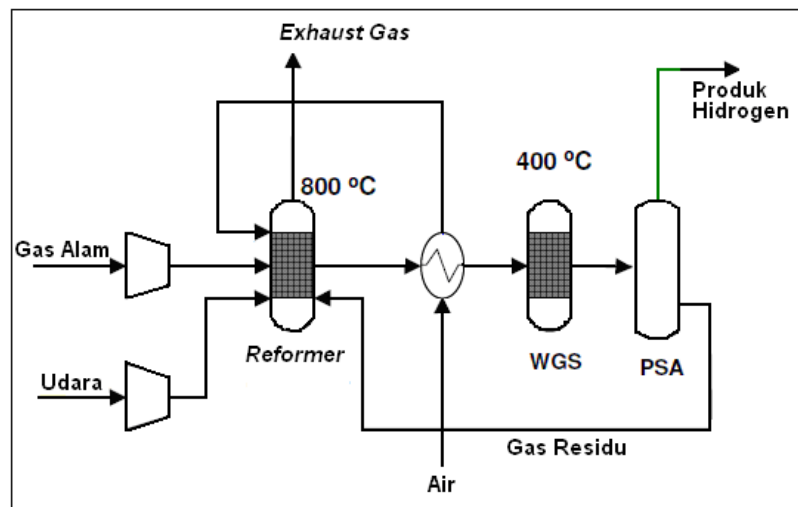 Exhaust Gas
Produk
Hidrogen
800 ºC
400 ºC
Gas Alam
Reformer
WGS
PSA
Udara
Gas Residu
Air